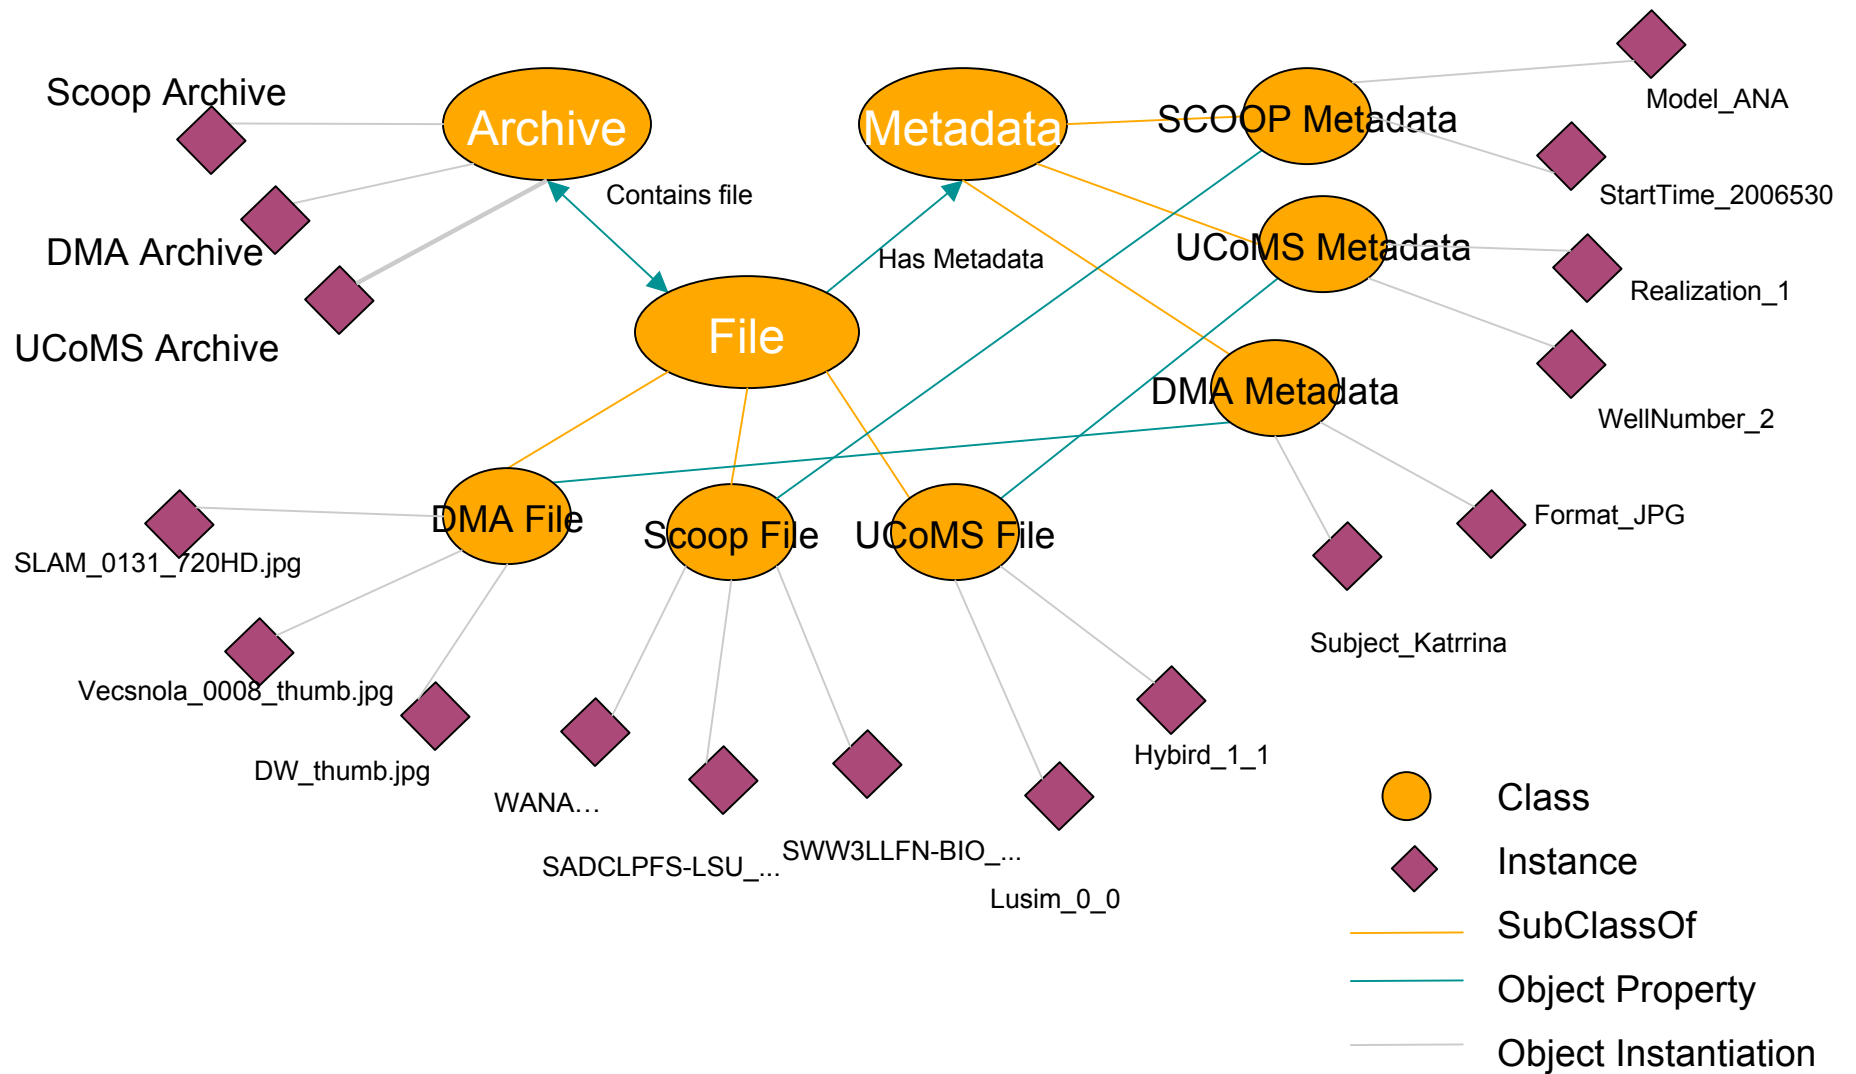 Scoop Archive
Archive
Metadata
SCOOP Metadata
Model_ANA
Contains file
StartTime_2006530
DMA Archive
Has Metadata
UCoMS Metadata
Realization_1
UCoMS Archive
File
DMA Metadata
WellNumber_2
DMA File
Scoop File
UCoMS File
Format_JPG
SLAM_0131_720HD.jpg
Subject_Katrrina
Vecsnola_0008_thumb.jpg
DW_thumb.jpg
Hybird_1_1
WANA…
SADCLPFS-LSU_...
SWW3LLFN-BIO_...
Lusim_0_0
Class
Instance
SubClassOf
Object Property
Object Instantiation